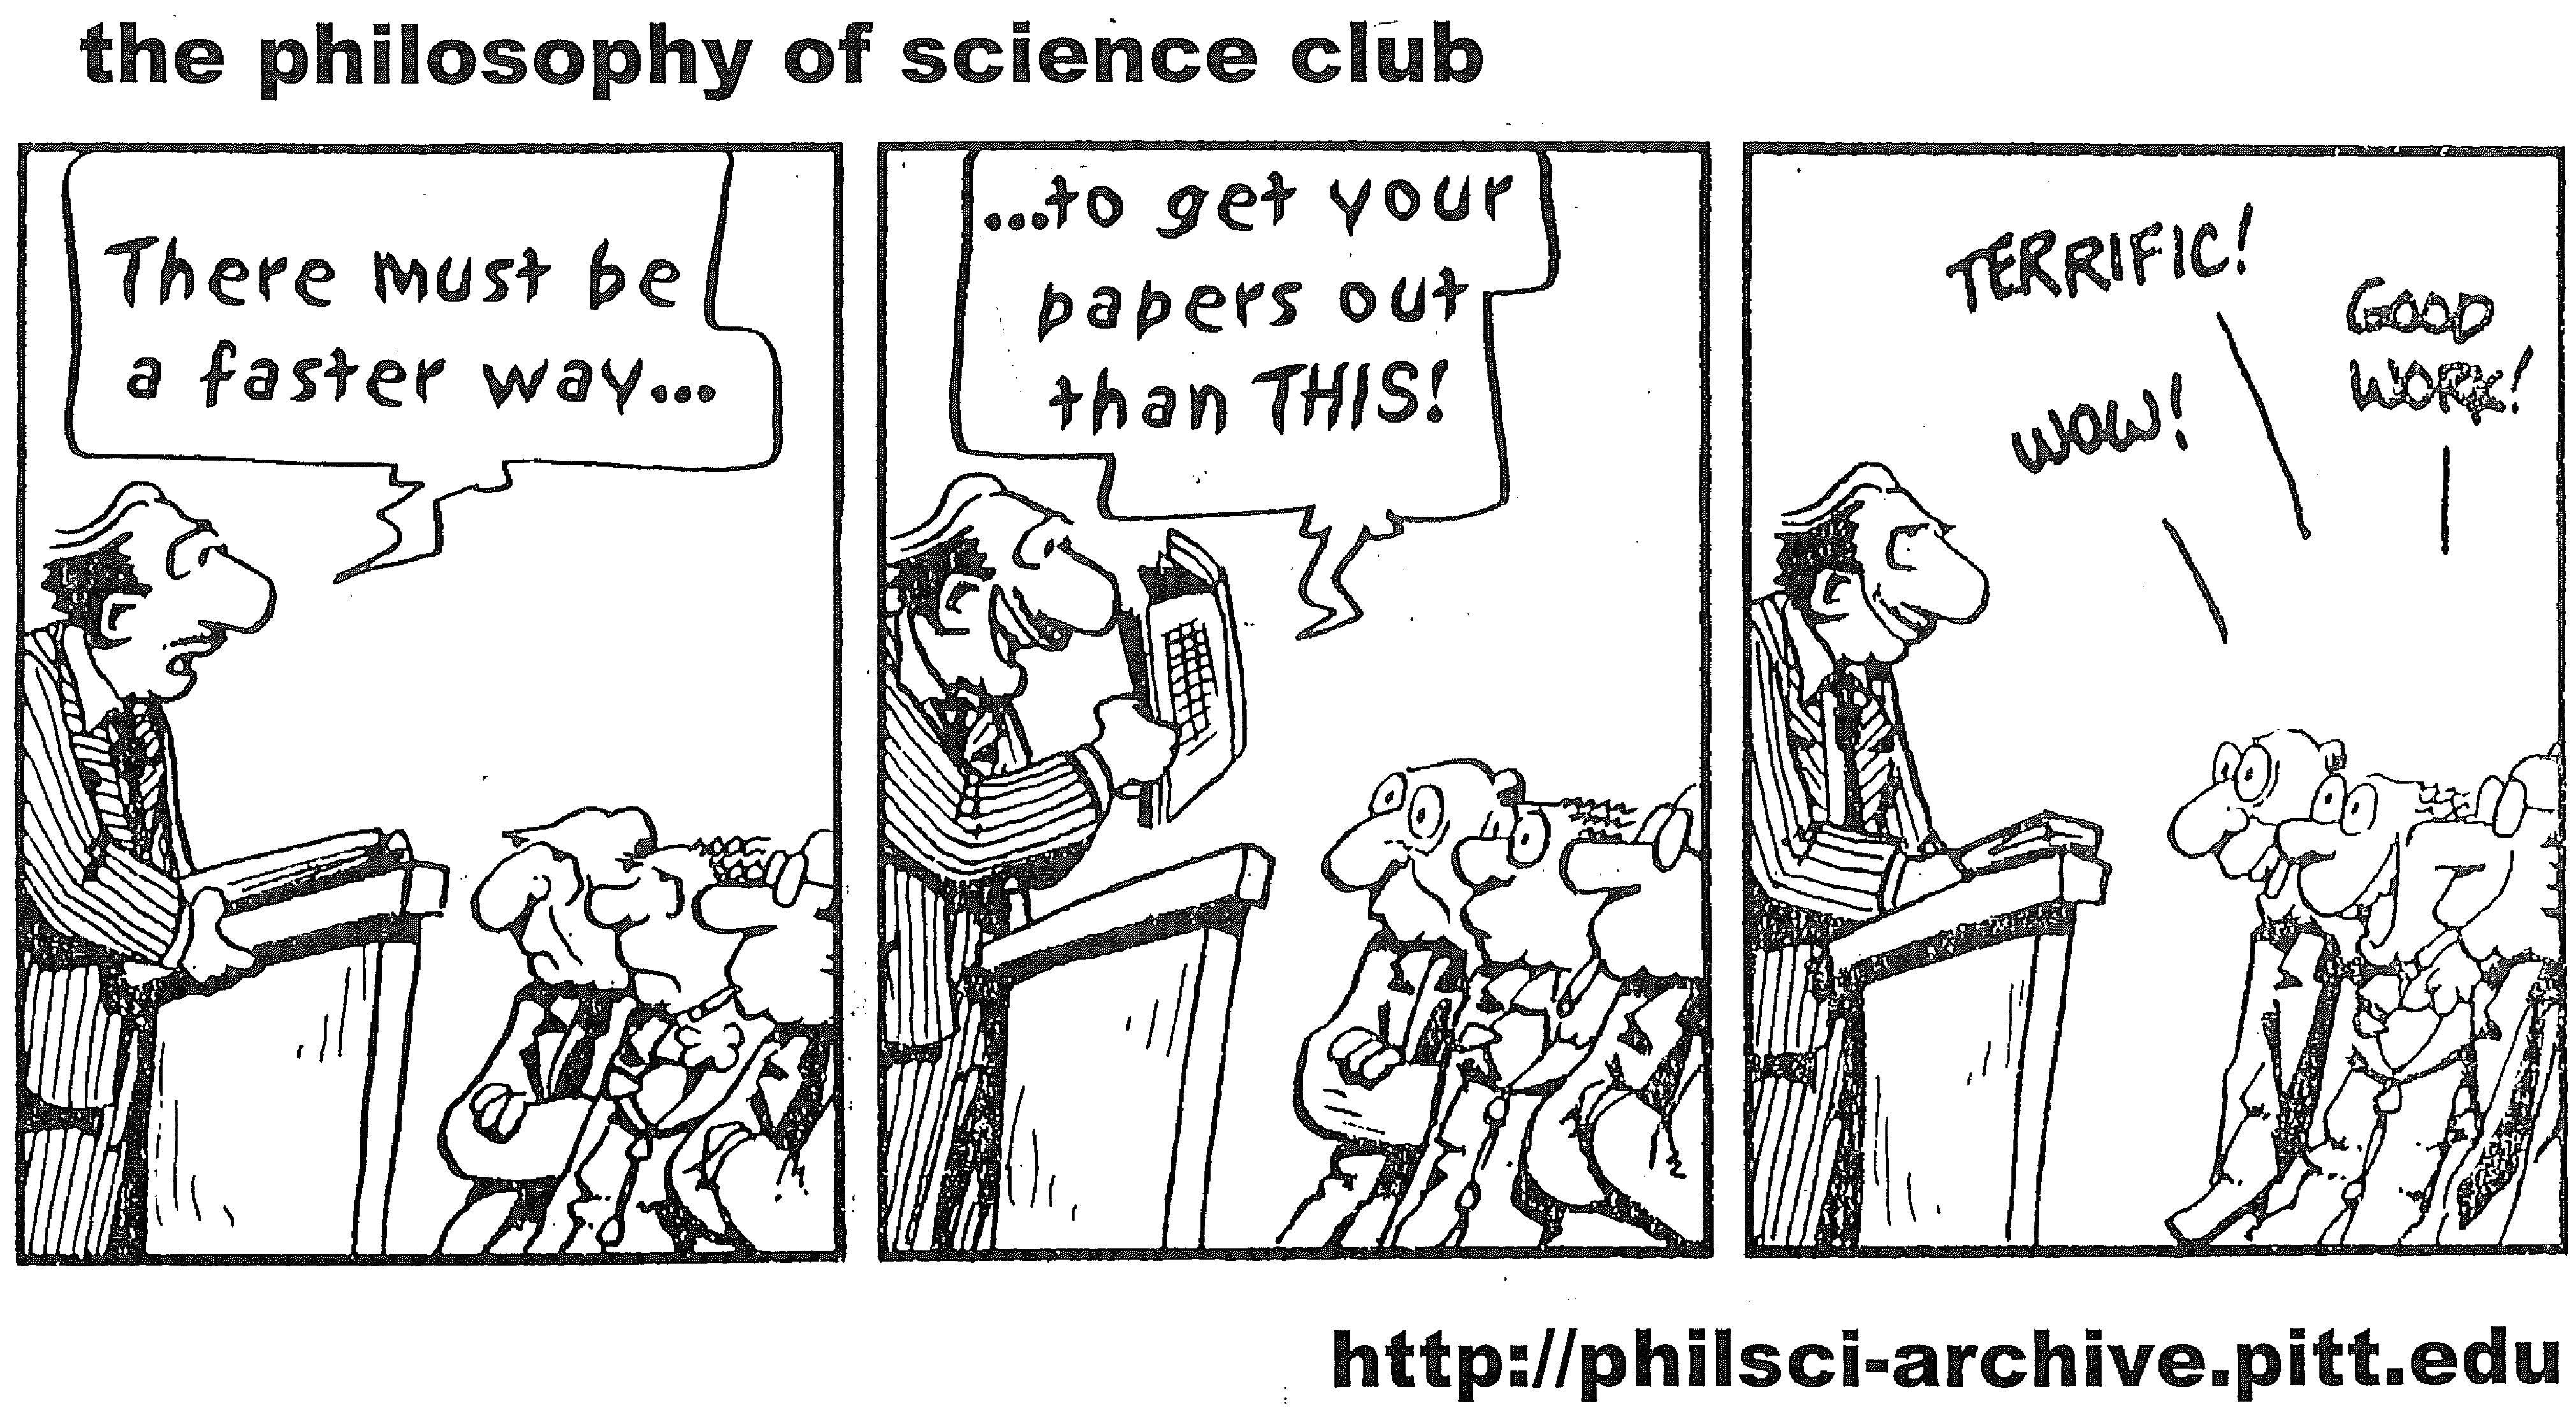 the philosophy of science club
There must be
a faster way...
...to get your
papers out
than THIS!
TERRIFIC!
GOOD
WORK!
WOW!
http://philsci-archive.pitt.edu